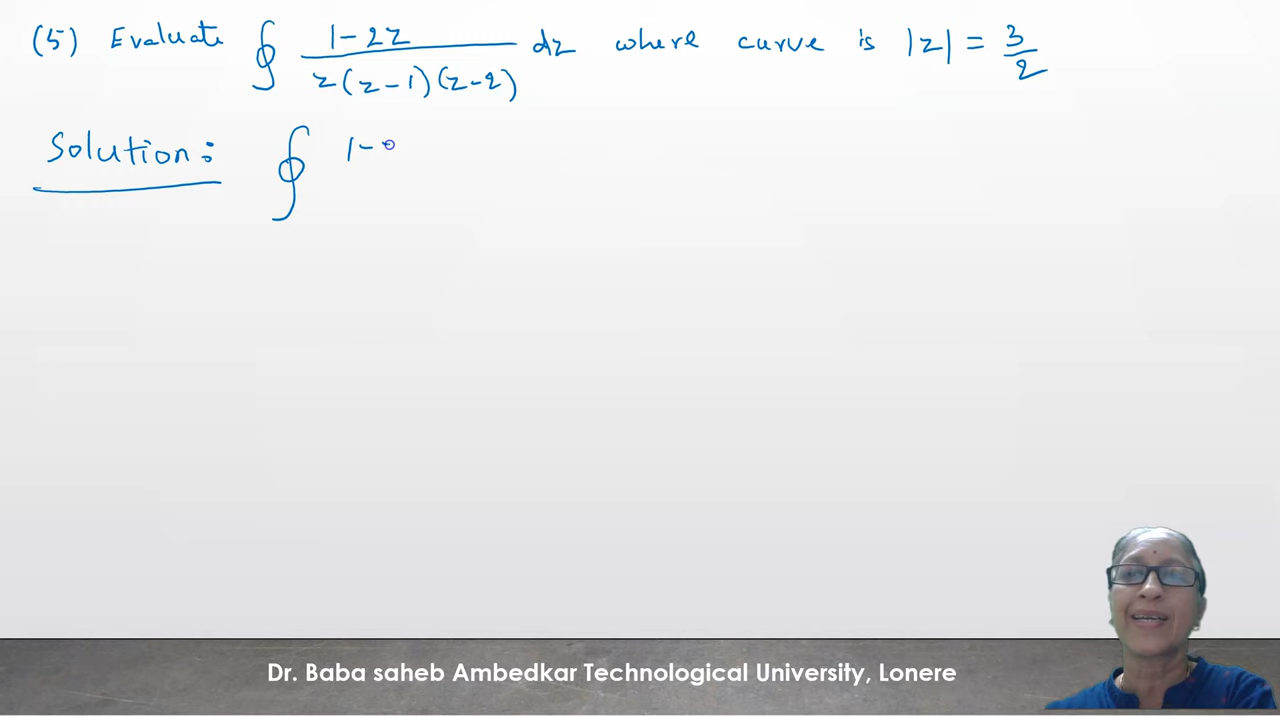 (5) Evaluate ∮ (1-2z)/(z(z-1)(z-2)) dz where curve is |z| = 3/2
Solution: ∮ 1-
Dr. Baba saheb Ambedkar Technological University, Lonere